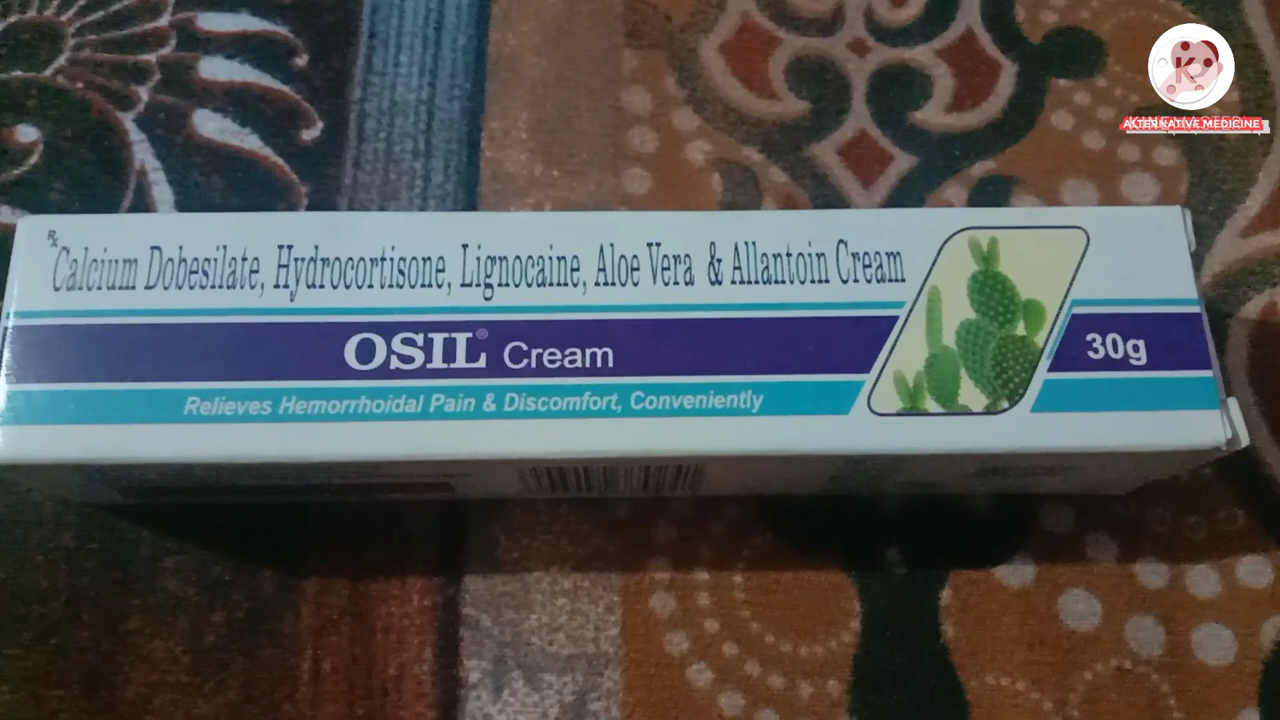 K
ALTERNATIVE MEDICINE
Rx
Calcium Dobesilate, Hydrocortisone, Lignocaine, Aloe Vera & Allantoin Cream
OSIL® Cream
30g
Relieves Hemorrhoidal Pain & Discomfort, Conveniently